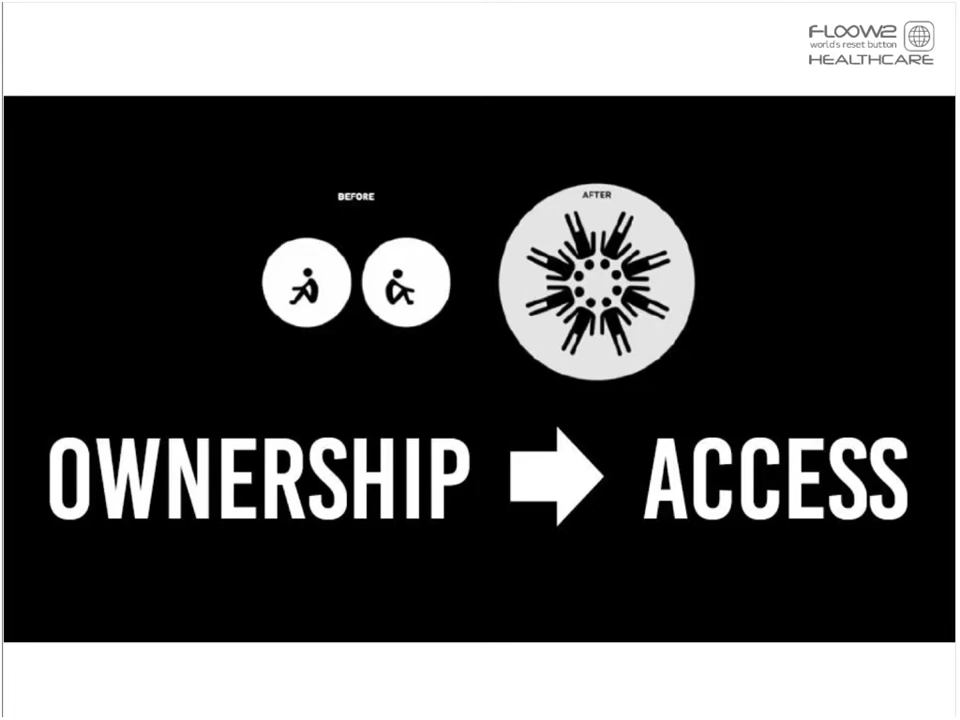 FLOOW2
world's reset button
HEALTHCARE
BEFORE
AFTER
OWNERSHIP ACCESS